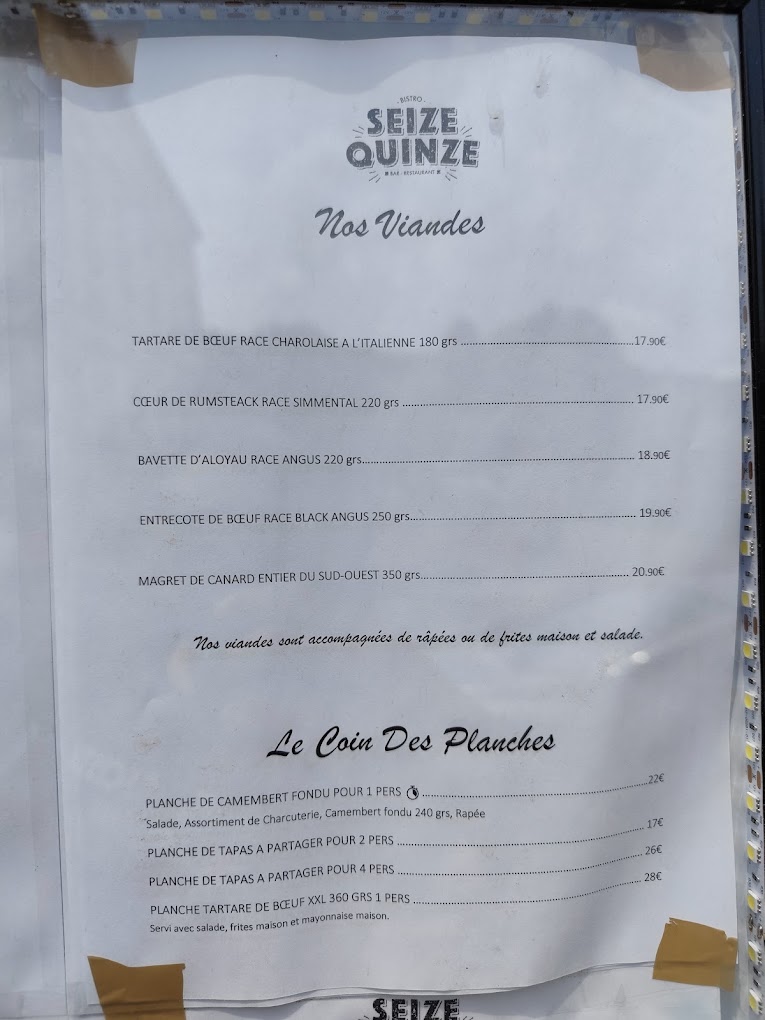 BISTRO
SEIZE
QUINZE
BAR - RESTAURANT
Nos Viandes
TARTARE DE BŒUF RACE CHAROLAISE A L'ITALIENNE 180 grs ........ 17.90€
CŒUR DE RUMSTEACK RACE SIMMENTAL 220 grs ........ 17.90€
BAVETTE D'ALOYAU RACE ANGUS 220 grs ........ 18.90€
ENTRECOTE DE BŒUF RACE BLACK ANGUS 250 grs ........ 19.90€
MAGRET DE CANARD ENTIER DU SUD-OUEST 350 grs ........ 20.90€
Nos viandes sont accompagnées de râpées ou de frites maison et salade.
Le Coin Des Planches
PLANCHE DE CAMEMBERT FONDU POUR 1 PERS ........ 22€
Salade, Assortiment de Charcuterie, Camembert fondu 240 grs, Rapée
PLANCHE DE TAPAS A PARTAGER POUR 2 PERS ........ 17€
PLANCHE DE TAPAS A PARTAGER POUR 4 PERS ........ 26€
PLANCHE TARTARE DE BŒUF XXL 360 GRS 1 PERS ........ 28€
Servi avec salade, frites maison et mayonnaise maison.
SEIZE